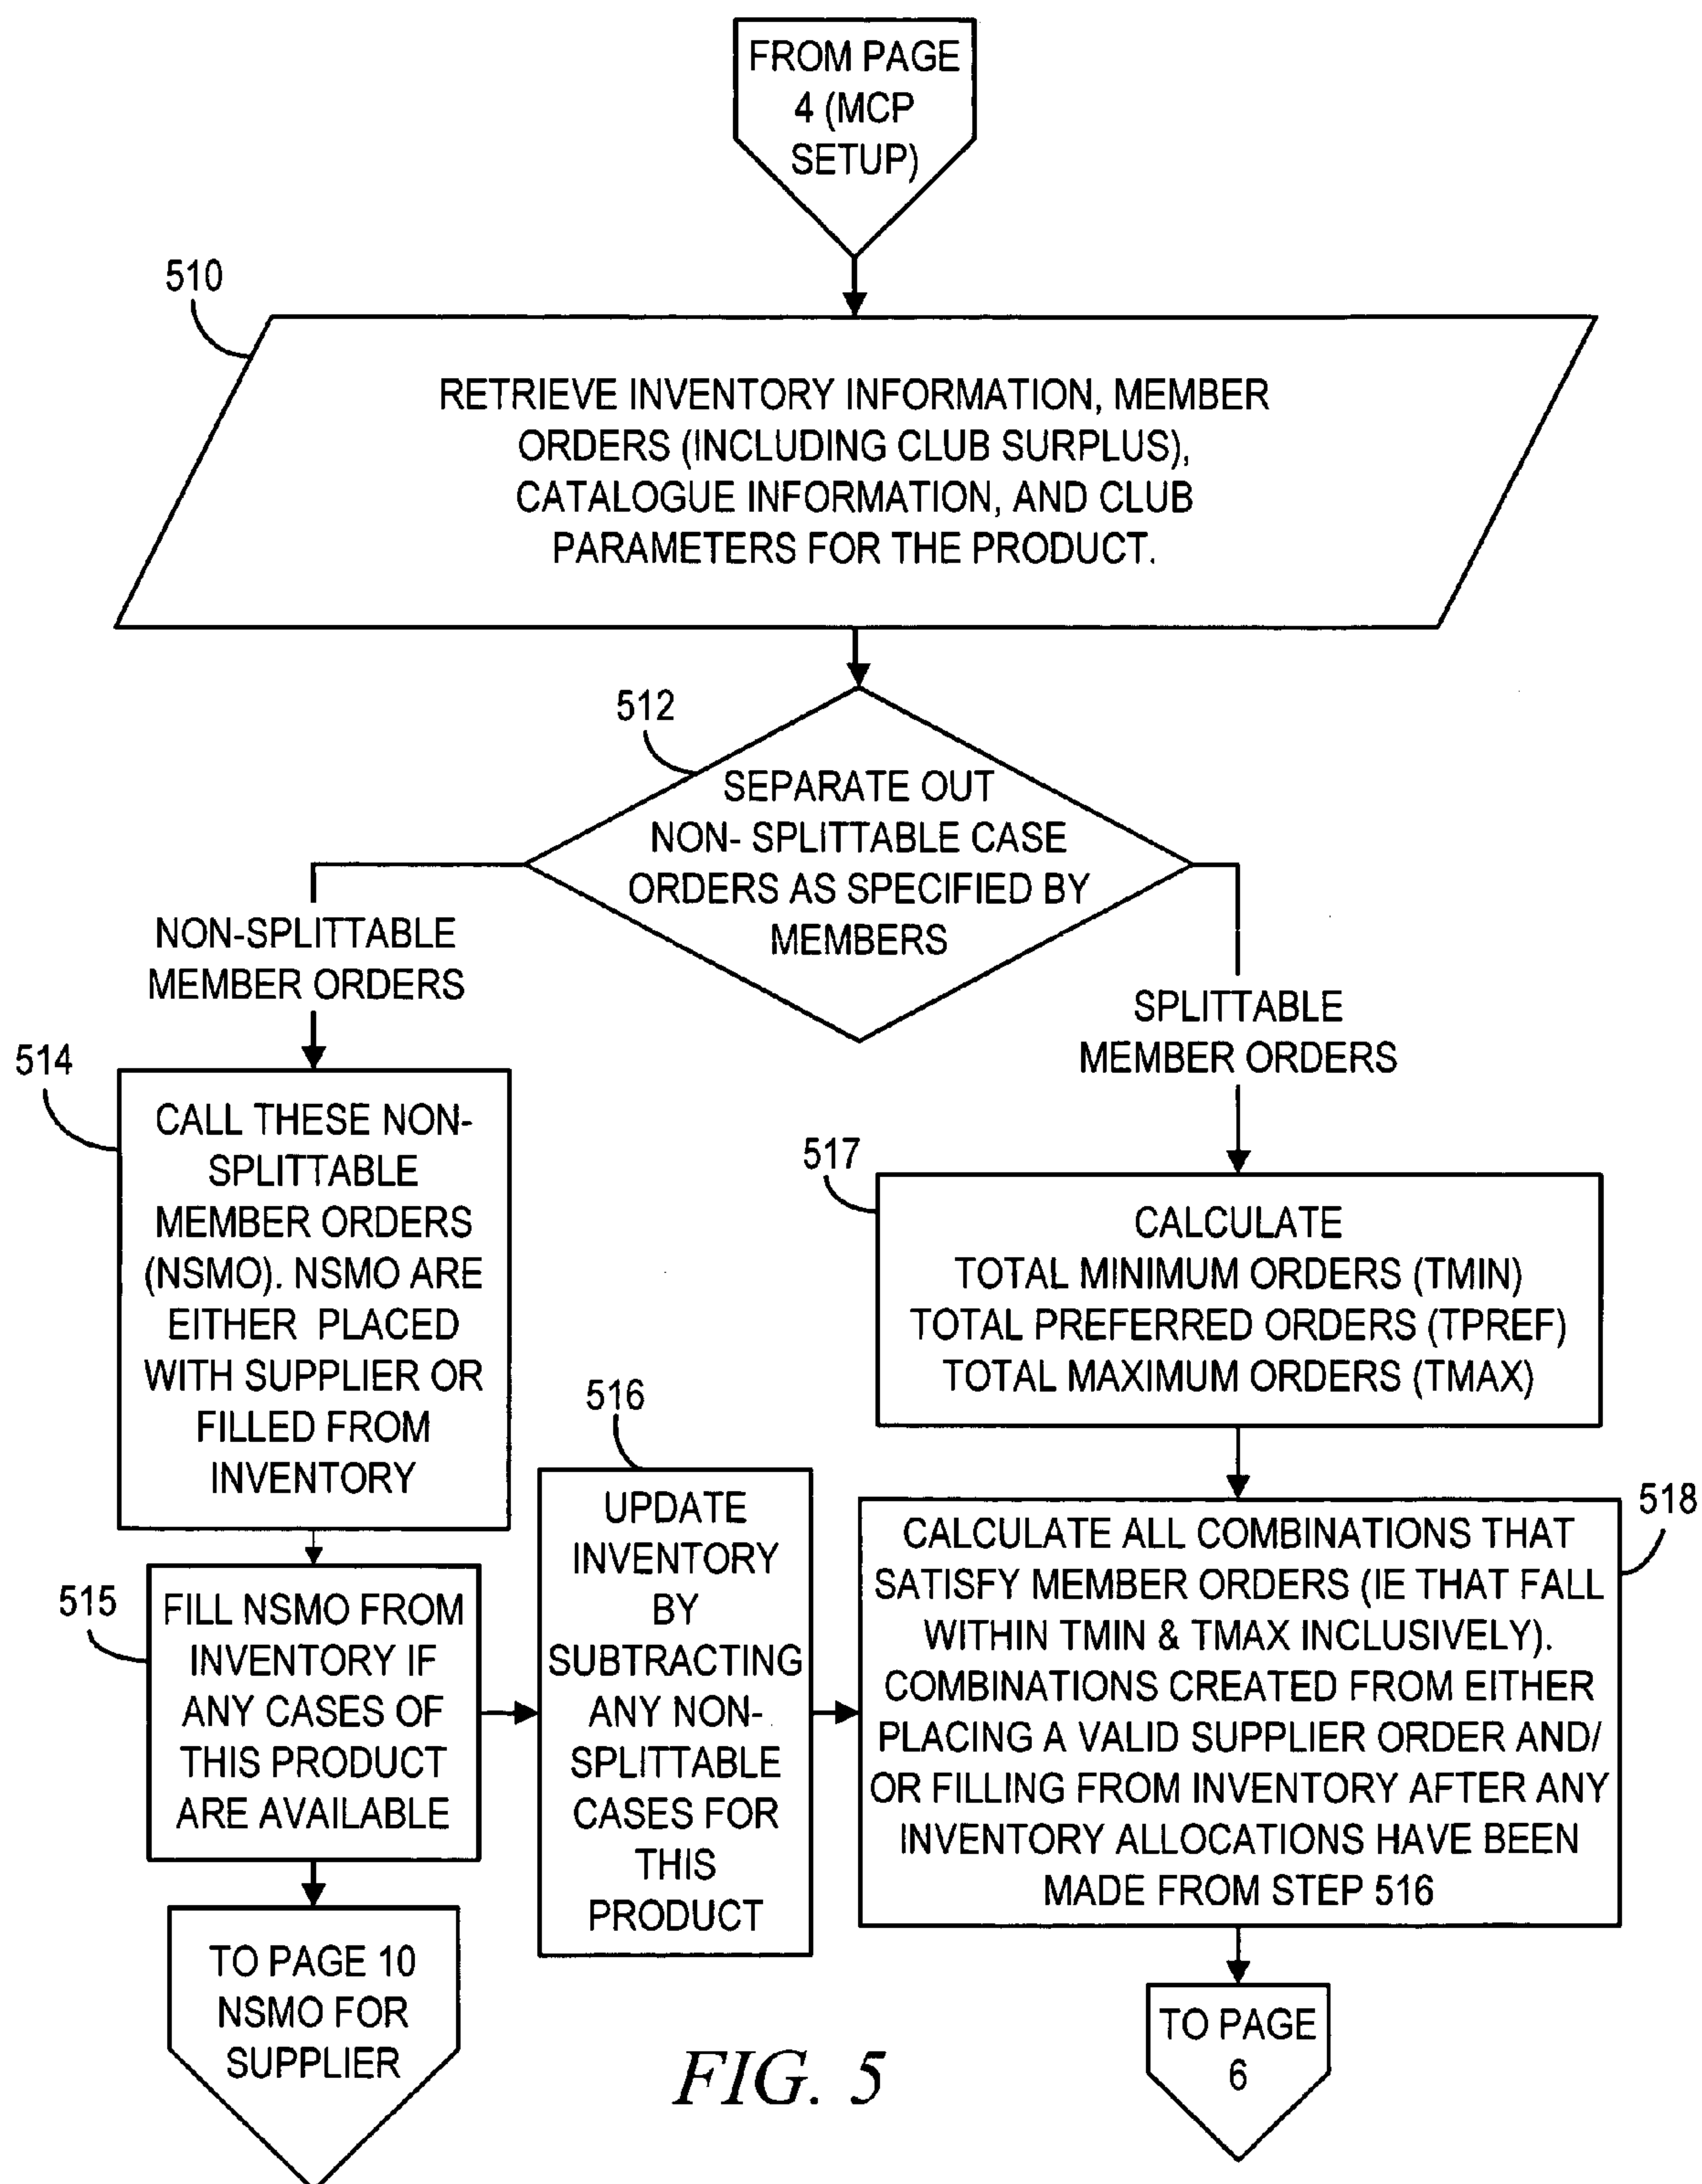 FROM PAGE
4 (MCP
SETUP)
510
RETRIEVE INVENTORY INFORMATION, MEMBER
ORDERS (INCLUDING CLUB SURPLUS),
CATALOGUE INFORMATION, AND CLUB
PARAMETERS FOR THE PRODUCT.
512
SEPARATE OUT
NON- SPLITTABLE CASE
ORDERS AS SPECIFIED BY
MEMBERS
NON-SPLITTABLE
MEMBER ORDERS
SPLITTABLE
MEMBER ORDERS
514
CALL THESE NON-
SPLITTABLE
MEMBER ORDERS
(NSMO). NSMO ARE
EITHER PLACED
WITH SUPPLIER OR
FILLED FROM
INVENTORY
517
CALCULATE
TOTAL MINIMUM ORDERS (TMIN)
TOTAL PREFERRED ORDERS (TPREF)
TOTAL MAXIMUM ORDERS (TMAX)
515
FILL NSMO FROM
INVENTORY IF
ANY CASES OF
THIS PRODUCT
ARE AVAILABLE
516
UPDATE
INVENTORY
BY
SUBTRACTING
ANY NON-
SPLITTABLE
CASES FOR
THIS
PRODUCT
518
CALCULATE ALL COMBINATIONS THAT
SATISFY MEMBER ORDERS (IE THAT FALL
WITHIN TMIN & TMAX INCLUSIVELY).
COMBINATIONS CREATED FROM EITHER
PLACING A VALID SUPPLIER ORDER AND/
OR FILLING FROM INVENTORY AFTER ANY
INVENTORY ALLOCATIONS HAVE BEEN
MADE FROM STEP 516
TO PAGE 10
NSMO FOR
SUPPLIER
TO PAGE
6
FIG. 5